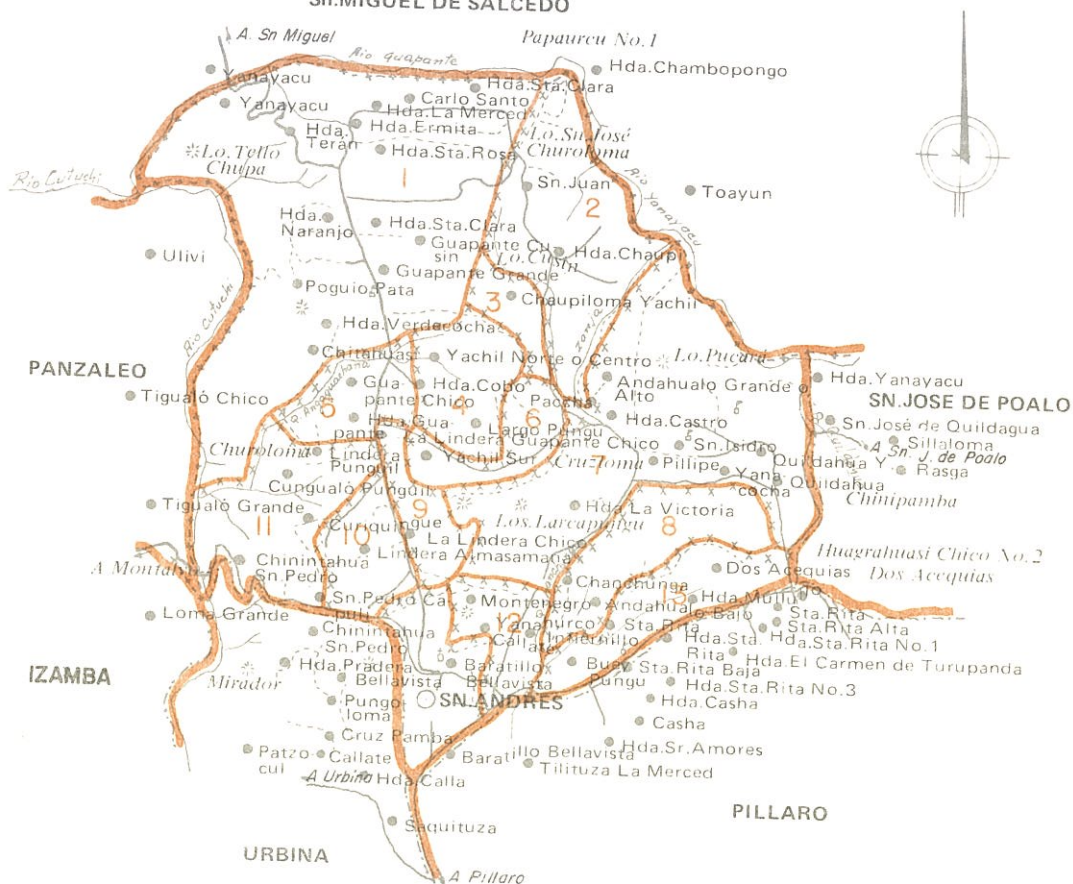 Sn.MIGUEL DE SALCEDO
A. Sn Miguel
Papaurcu No.1
Rio guapante
Hda.Chambopongo
Yanayacu
Hda.Sta.Clara
Yanayacu
Carlo Santo
Hda.La Merced
Hda.
Teran
Hda.Ermita
Lo.Sn.José
Churoloma
Lo.Tello
Chupa
Hda.Sta.Rosa
1
Rio Cutuchi
Sn.Juan
Rio Yanayacu
Toayun
2
Hda.
Naranjo
Hda.Sta.Clara
Guapante Cu-
sin
Lo.Cusin
Hda.Chaupi
Ulivi
Guapante Grande
Poguio Pata
3
Chaupiloma Yachil
Rio Cutuchi
Hda.Verdecocha
Zanja
Chitahuasi
Yachil Norte o Centro
Lo.Pucara
PANZALEO
Gua-
pante Chico
Hda.Cobo
Paccha
Andahualo Grande o
Alto
Hda.Yanayacu
SN.JOSE DE POALO
Tigualó Chico
5
4
6
Hda.Gua-
pante
Largo Pungu
Hda.Castro
Sn.José de Quildagua
La Lindera Guapante Chico
Sn.Isidro
Sillaloma
A Sn. J. de Poalo
Churoloma
Lindera
Punguil
Yachil Sur
Cruzloma
7
Pillipe
Quildahua Y
Rasga
Yana
cocha
Quildahua
Cungualó Punguil
Chinipamba
Tigualó Grande
11
Curiquingue
9
Los.Larcapungu
Hda.La Victoria
8
10
La Lindera Chico
Lindera Almasamaria
Huagrahuasi Chico No.2
Chinintahua
Sn.Pedro
Dos Acequias
Dos Acequias
Chanchunga
13
Hda.Mulin
Loma Grande
Sn.Pedro Ca-
puli
Montenegro
Andahualo Bajo
Sta.Rita
Sta.Rita Alta
Chinintahua
Sn.Pedro
12
Sta.Rita
Hda.Sta.
Rita
Hda.Sta.Rita No.1
IZAMBA
Mirador
Hda.Pradera
Bellavista
Baratillo
Bellavista
Buey
Pungu
Sta.Rita Baja
Hda.El Carmen de Turupanda
Hda.Sta.Rita No.3
Pungo-
loma
SN.ANDRES
Hda.Casha
Casha
Cruz Pamba
Patzo-
cul
Callate
Baratillo Bellavista
Hda.Sr.Amores
A Urbina
Hda.Calla
Tilituza La Merced
Saquituza
PILLARO
URBINA
A Pillaro